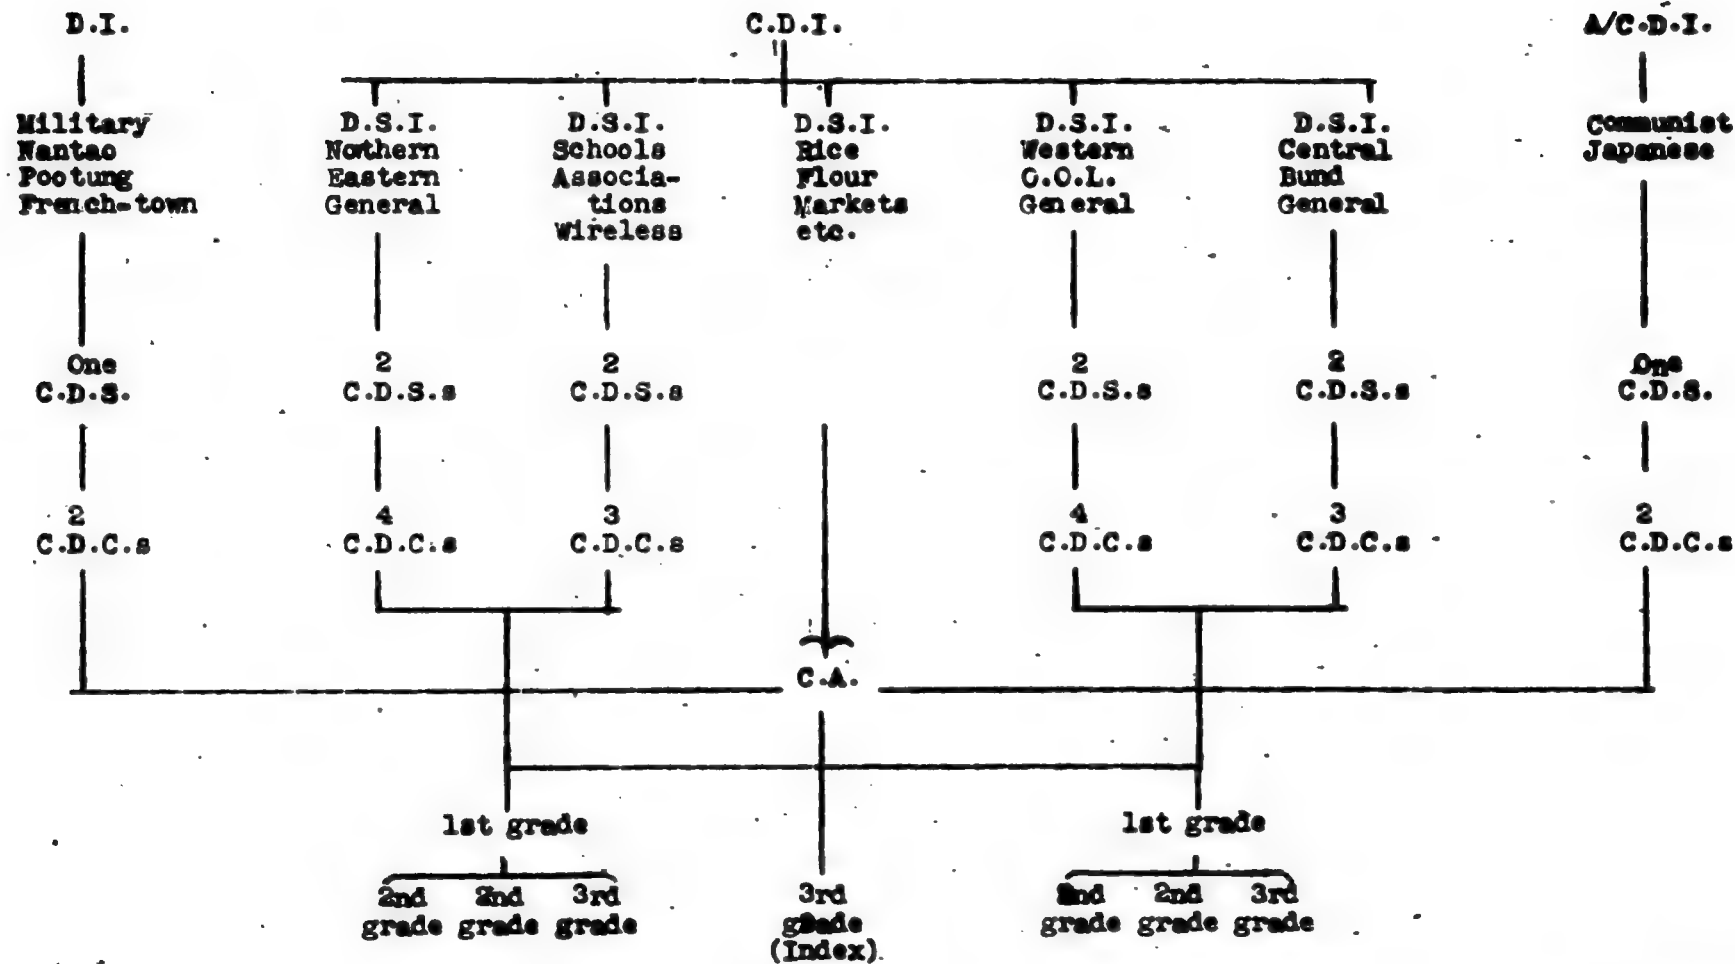 D.I. C.D.I. A/C.D.I.
Military D.S.I. D.S.I. D.S.I. D.S.I. D.S.I. Communist
Nantao Nothern Schools Rice Western Central Japanese
Pootung Eastern Associa- Flour O.O.L. Bund
French-town General tions Markets General General
Wireless etc.
One 2 2 2 2 One
C.D.S. C.D.S.s C.D.S.s C.D.S.s C.D.S.s C.D.S.
2 4 3 4 3 2
C.D.C.s C.D.C.s C.D.C.s C.D.C.s C.D.C.s C.D.C.s
C.A.
1st grade 1st grade
2nd 2nd 3rd 3rd 2nd 2nd 3rd
grade grade grade grade grade grade grade
(Index)